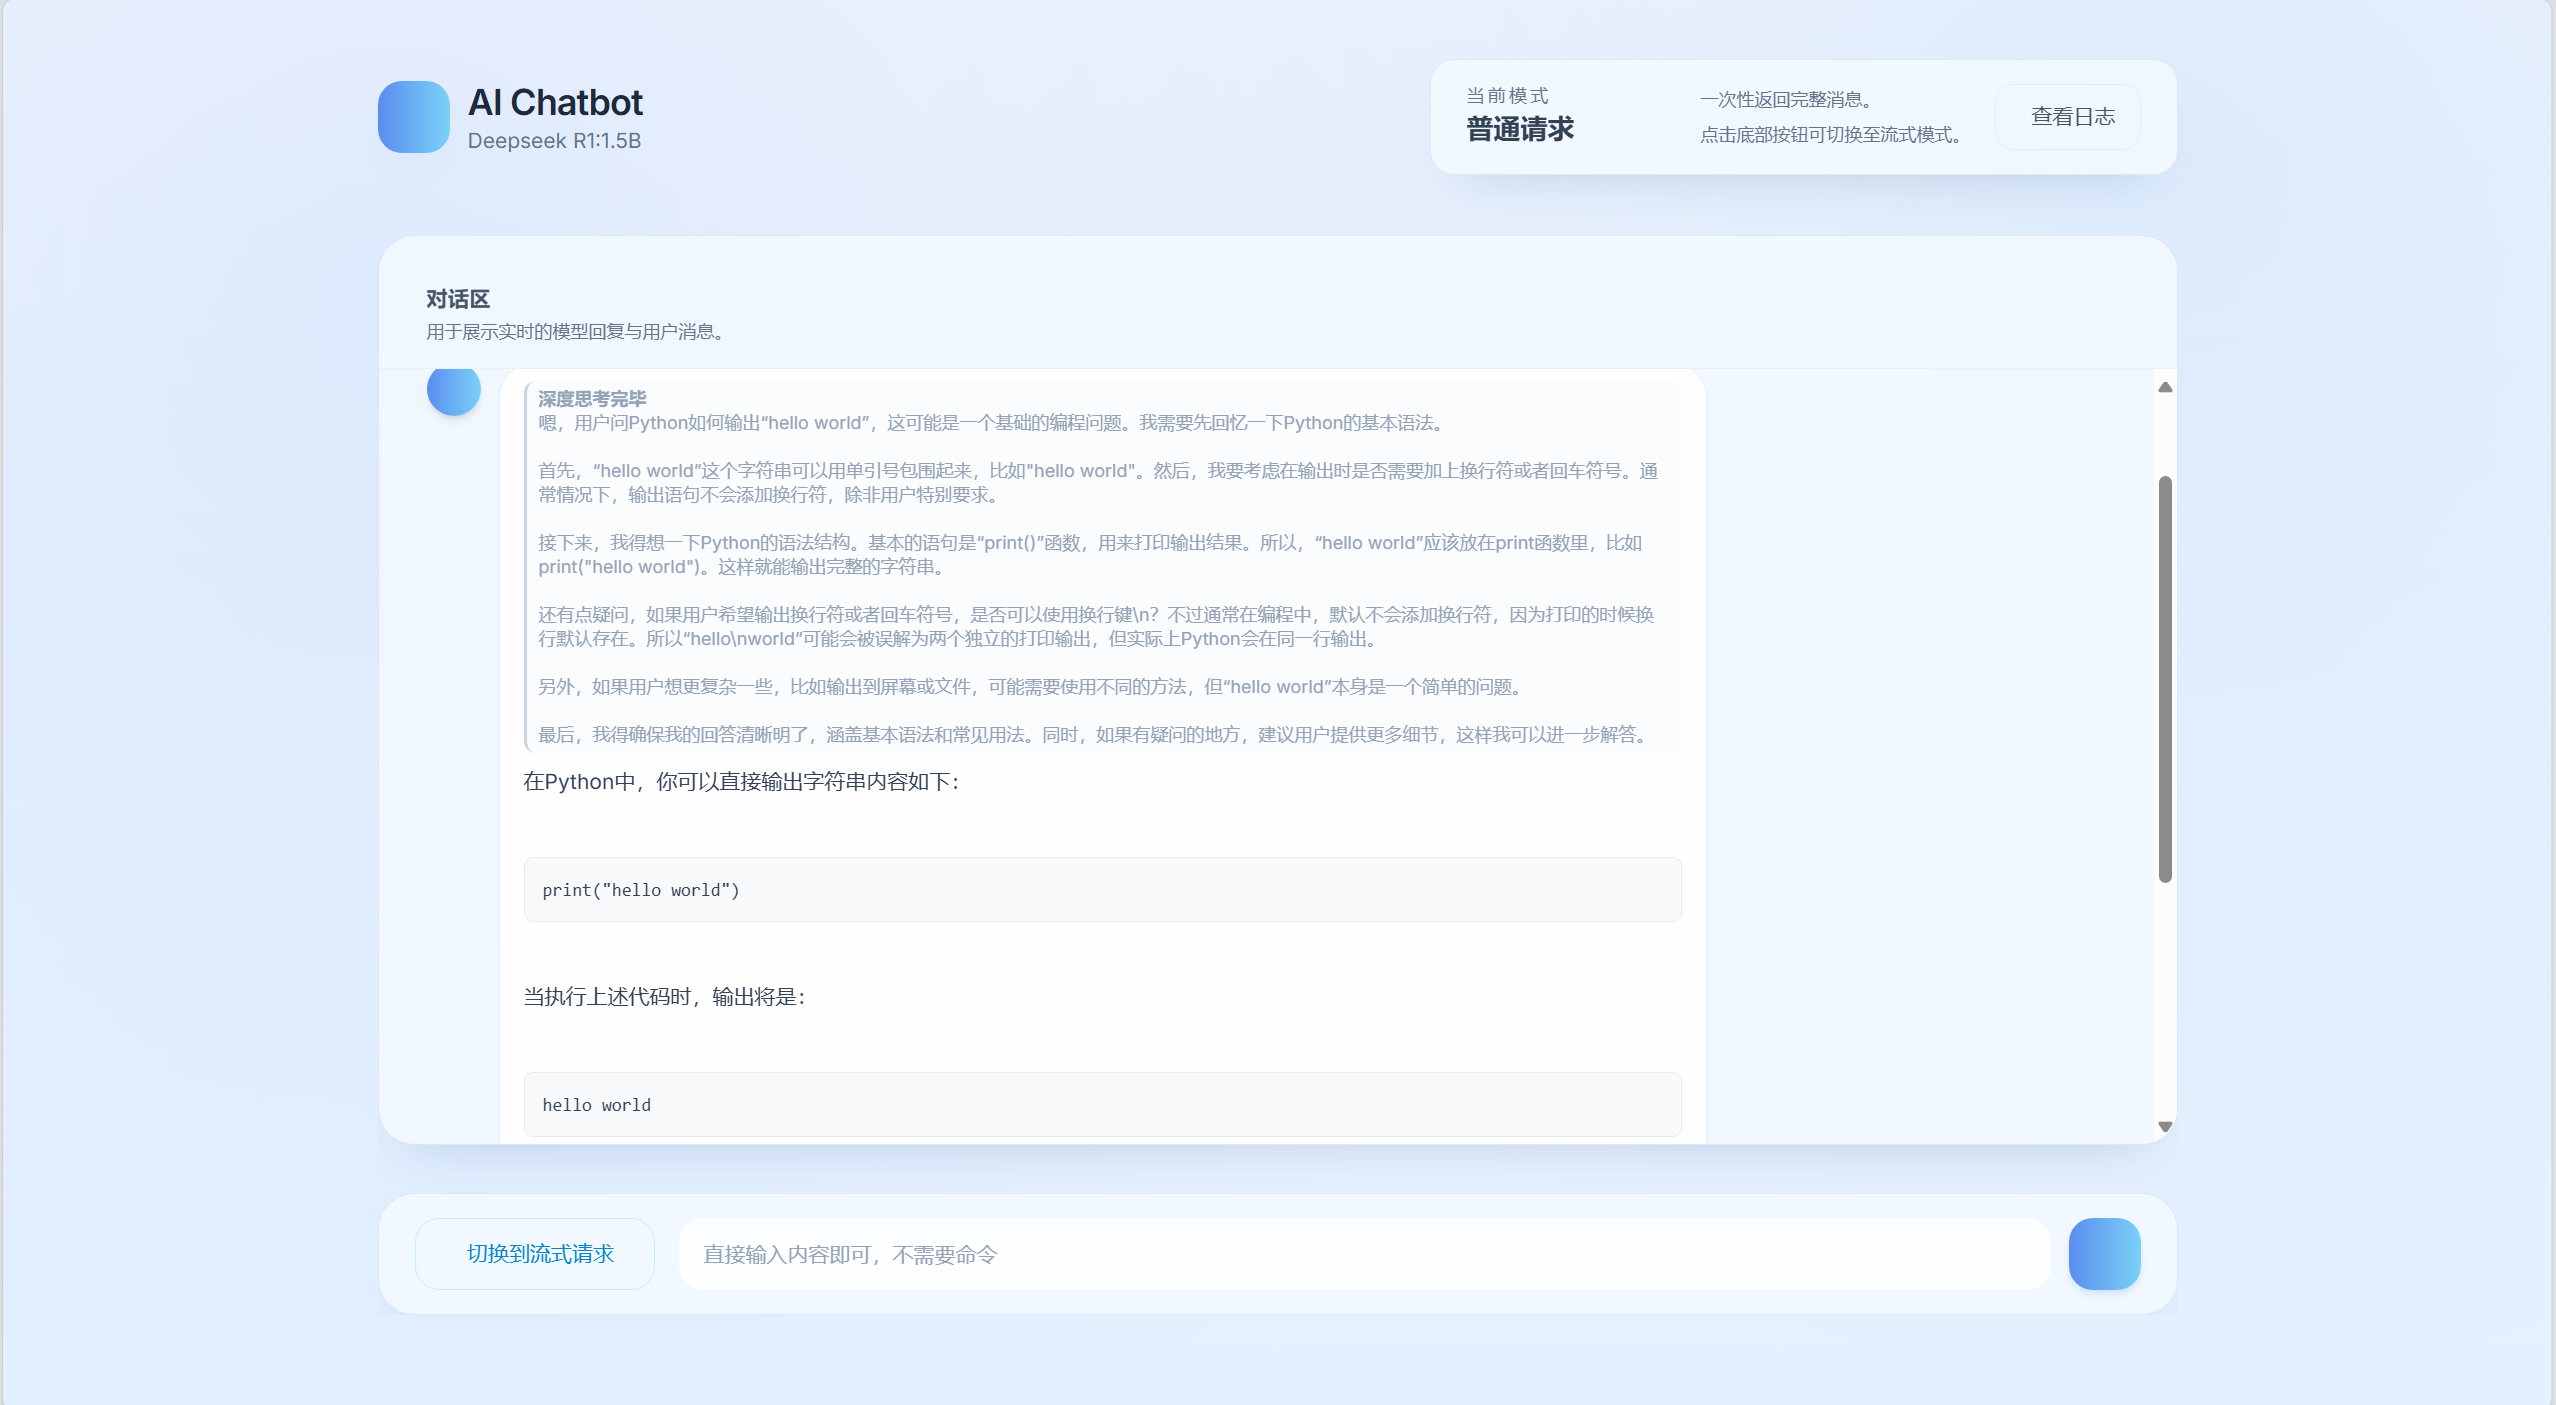 AI Chatbot
Deepseek R1:1.5B
当前模式
普通请求
一次性返回完整消息。
点击底部按钮可切换至流式模式。
查看日志
对话区
用于展示实时的模型回复与用户消息。
深度思考完毕
嗯，用户问Python如何输出“hello world”，这可能是一个基础的编程问题。我需要先回忆一下Python的基本语法。
首先，“hello world”这个字符串可以用单引号包围起来，比如"hello world"。然后，我要考虑在输出时是否需要加上换行符或者回车符号。通
常情况下，输出语句不会添加换行符，除非用户特别要求。
接下来，我得想一下Python的语法结构。基本的语句是“print()”函数，用来打印输出结果。所以，“hello world”应该放在print函数里，比如
print("hello world")。这样就能输出完整的字符串。
还有点疑问，如果用户希望输出换行符或者回车符号，是否可以使用换行键\n？不过通常在编程中，默认不会添加换行符，因为打印的时候换
行默认存在。所以“hello\nworld”可能会被误解为两个独立的打印输出，但实际上Python会在同一行输出。
另外，如果用户想更复杂一些，比如输出到屏幕或文件，可能需要使用不同的方法，但“hello world”本身是一个简单的问题。
最后，我得确保我的回答清晰明了，涵盖基本语法和常见用法。同时，如果有疑问的地方，建议用户提供更多细节，这样我可以进一步解答。
在Python中，你可以直接输出字符串内容如下：
print("hello world")
当执行上述代码时，输出将是：
hello world
切换到流式请求
直接输入内容即可，不需要命令